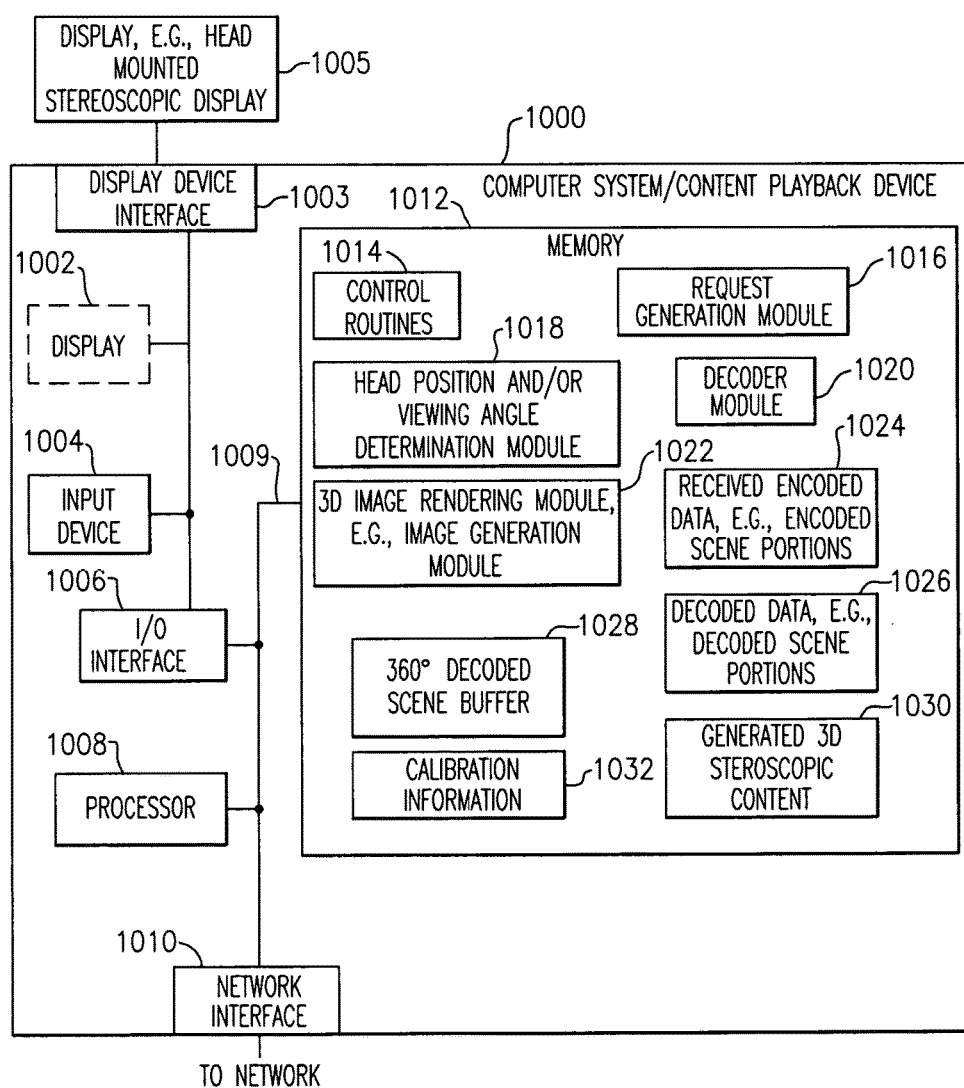 DISPLAY, E.G., HEAD
MOUNTED
STEREOSCOPIC DISPLAY
1005
1000
DISPLAY DEVICE
INTERFACE
1003
COMPUTER SYSTEM/CONTENT PLAYBACK DEVICE
1012
MEMORY
1002
DISPLAY
1014
CONTROL
ROUTINES
REQUEST
GENERATION MODULE
1016
1018
HEAD POSITION AND/OR
VIEWING ANGLE
DETERMINATION MODULE
DECODER
MODULE
1020
1004
INPUT
DEVICE
1009
1022
3D IMAGE RENDERING MODULE,
E.G., IMAGE GENERATION
MODULE
1024
RECEIVED ENCODED
DATA, E.G., ENCODED
SCENE PORTIONS
1006
I/O
INTERFACE
1028
360° DECODED
SCENE BUFFER
1026
DECODED DATA, E.G.,
DECODED SCENE
PORTIONS
1008
PROCESSOR
CALIBRATION
INFORMATION
1032
1030
GENERATED 3D
STEROSCOPIC
CONTENT
1010
NETWORK
INTERFACE
TO NETWORK